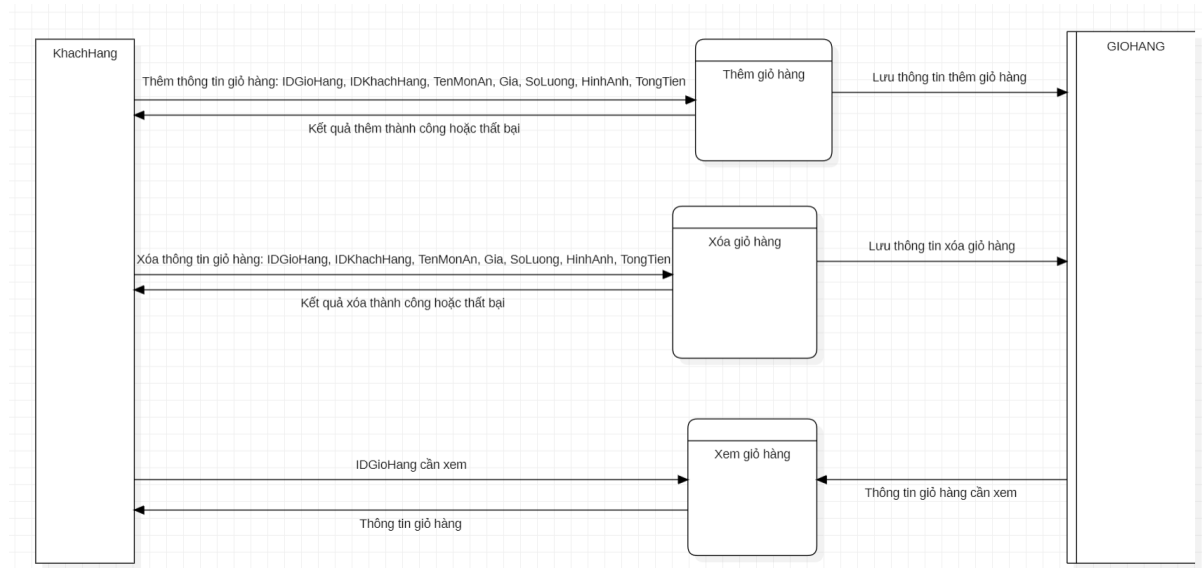 KhachHang
GIOHANG
Thêm giỏ hàng
Thêm thông tin giỏ hàng: IDGioHang, IDKhachHang, TenMonAn, Gia, SoLuong, HinhAnh, TongTien
Lưu thông tin thêm giỏ hàng
Kết quả thêm thành công hoặc thất bại
Xóa giỏ hàng
Lưu thông tin xóa giỏ hàng
Xóa thông tin giỏ hàng: IDGioHang, IDKhachHang, TenMonAn, Gia, SoLuong, HinhAnh, TongTien
Kết quả xóa thành công hoặc thất bại
Xem giỏ hàng
IDGioHang cần xem
Thông tin giỏ hàng cần xem
Thông tin giỏ hàng